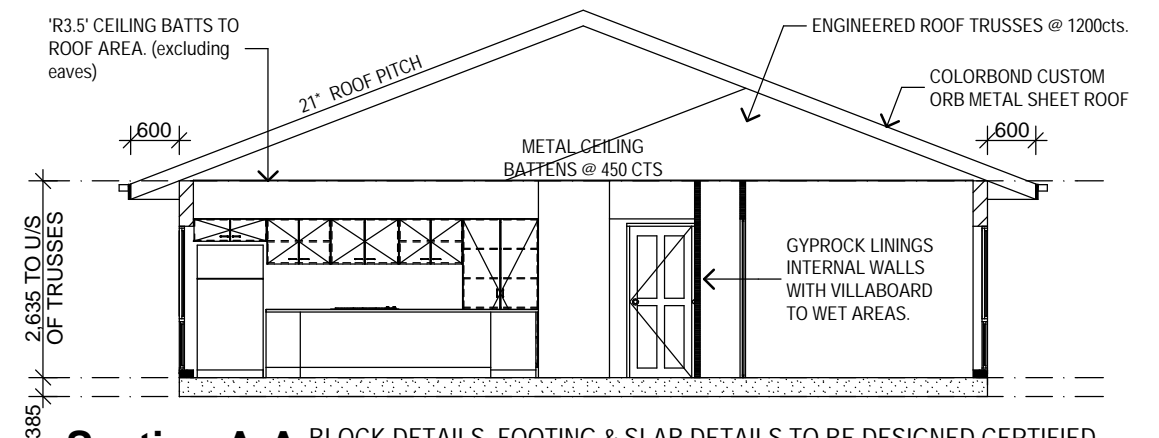 'R3.5' CEILING BATTS TO
ROOF AREA. (excluding
eaves)
ENGINEERED ROOF TRUSSES @ 1200cts.
21* ROOF PITCH
COLORBOND CUSTOM
ORB METAL SHEET ROOF
600
600
METAL CEILING
BATTENS @ 450 CTS
2,635 TO U/S
OF TRUSSES
GYPROCK LININGS
INTERNAL WALLS
WITH VILLABOARD
TO WET AREAS.
385
Section A-A BLOCK DETAILS, FOOTING & SLAB DETAILS TO BE DESIGNED CERTIFIED